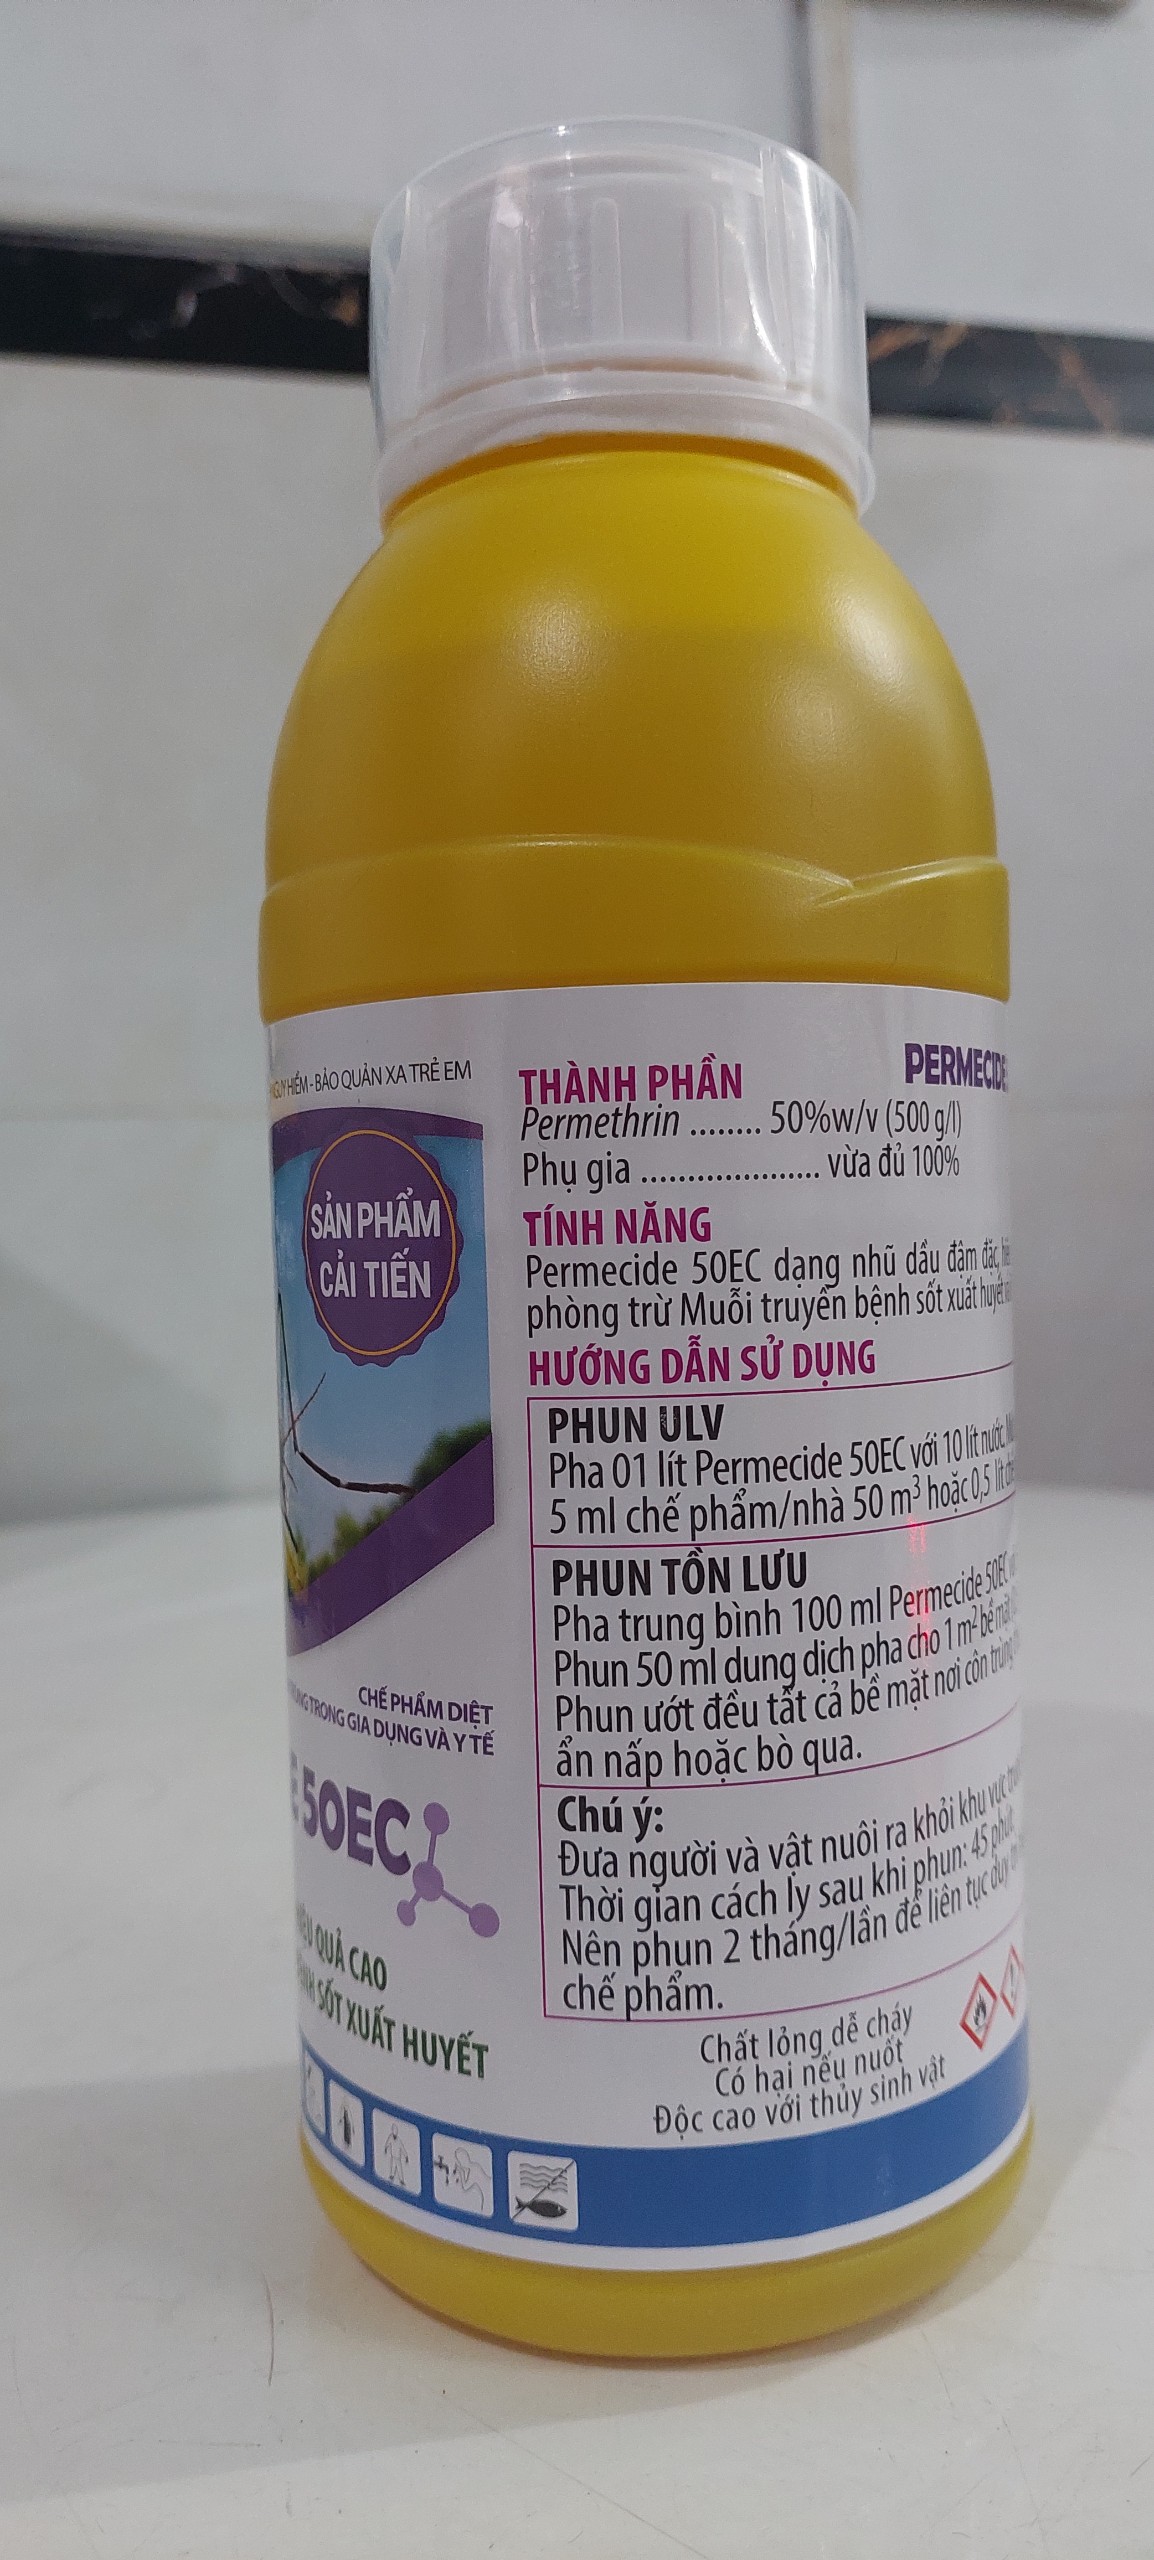 HIỂM - BẢO QUẢN XA TRẺ EM
SẢN PHẨM
CẢI TIẾN
CHẾ PHẨM DIỆT
TRONG GIA DỤNG VÀ Y TẾ
50EC
QUẢ CAO
SỐT XUẤT HUYẾT
PERMECIDE
THÀNH PHẦN
Permethrin ........ 50%w/v (500 g/l)
Phụ gia .................... vừa đủ 100%
TÍNH NĂNG
Permecide 50EC dạng nhũ dầu đậm đặc,
phòng trừ Muỗi truyền bệnh sốt xuất huyết
HƯỚNG DẪN SỬ DỤNG
PHUN ULV
Pha 01 lít Permecide 50EC với 10 lít nước.
5 ml chế phẩm/nhà 50 m³ hoặc 0,5 lít
PHUN TỒN LƯU
Pha trung bình 100 ml Permecide 50EC
Phun 50 ml dung dịch pha cho 1 m² bề mặt
Phun ướt đều tất cả bề mặt nơi côn trùng
ẩn nấp hoặc bò qua.
Chú ý:
Đưa người và vật nuôi ra khỏi khu vực
Thời gian cách ly sau khi phun: 45 phút.
Nên phun 2 tháng/lần để liên tục duy
chế phẩm.
Chất lỏng dễ cháy
Có hại nếu nuốt
Độc cao với thủy sinh vật